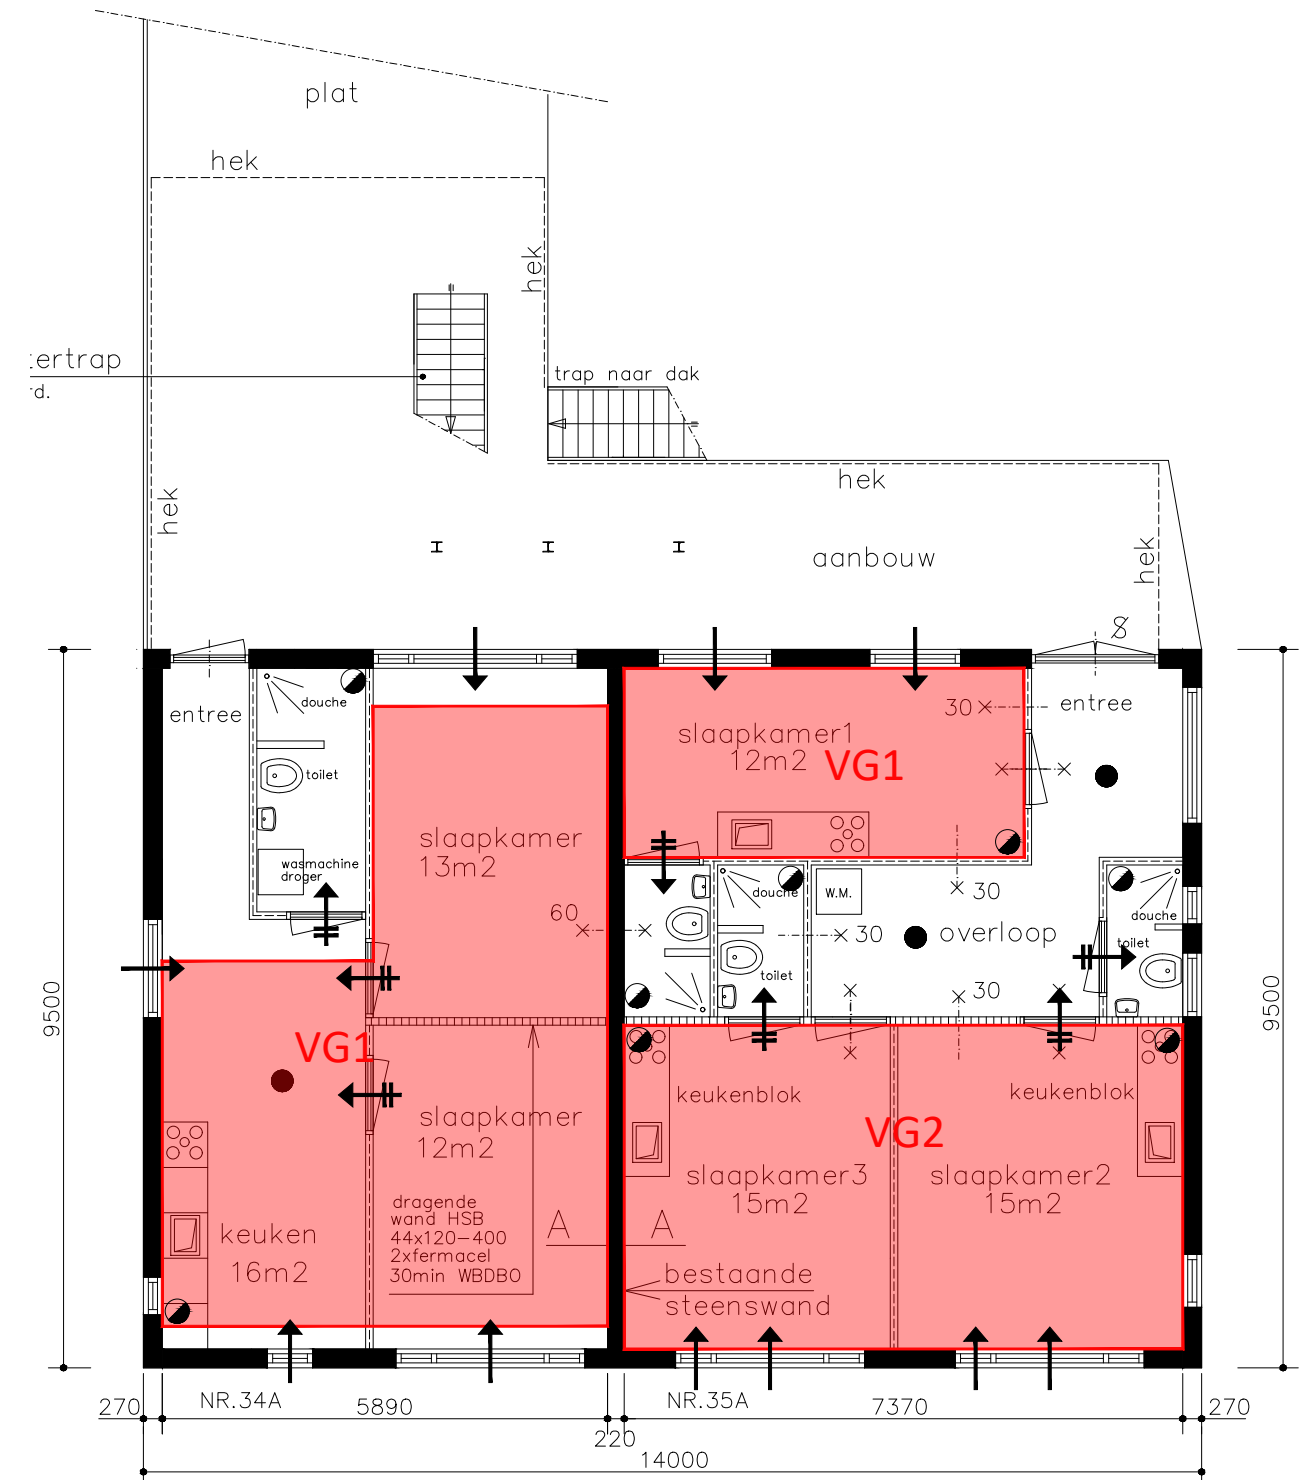 plat
hek
hek
tertrap
rd.
trap naar dak
hek
hek
aanbouw
hek
entree
douche
toilet
wasmachine
droger
slaapkamer
13m2
60
slaapkamer1
12m2
VG1
30
entree
30
douche
W.M.
30
overloop
douche
toilet
toilet
30
9500
9500
VG1
slaapkamer
12m2
keukenblok
keukenblok
VG2
slaapkamer3
15m2
slaapkamer2
15m2
dragende
wand HSB
44x120-400
2xfermacel
30min WBDBO
A
A
keuken
16m2
bestaande
steenswand
NR.34A
NR.35A
270
5890
7370
270
220
14000